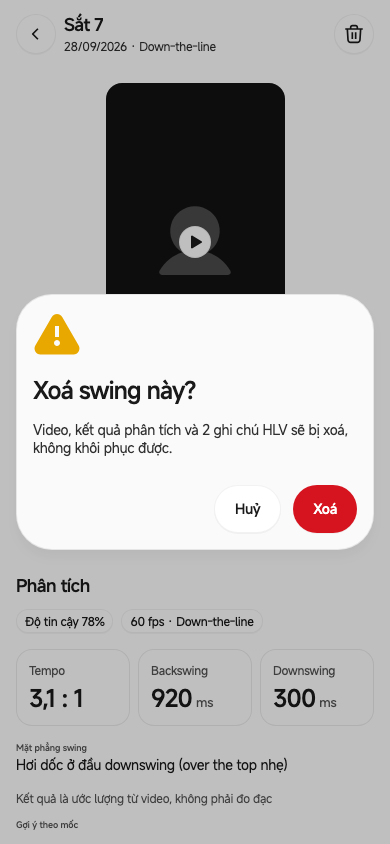 Sắt 7
28/09/2026 · Down-the-line
Xoá swing này?
Video, kết quả phân tích và 2 ghi chú HLV sẽ bị xoá,
không khôi phục được.
Huỷ
Xoá
Phân tích
Độ tin cậy 78%
60 fps · Down-the-line
Tempo
3,1 : 1
Backswing
920 ms
Downswing
300 ms
Mặt phẳng swing
Hơi dốc ở đầu downswing (over the top nhẹ)
Kết quả là ước lượng từ video, không phải đo đạc
Gợi ý theo mốc